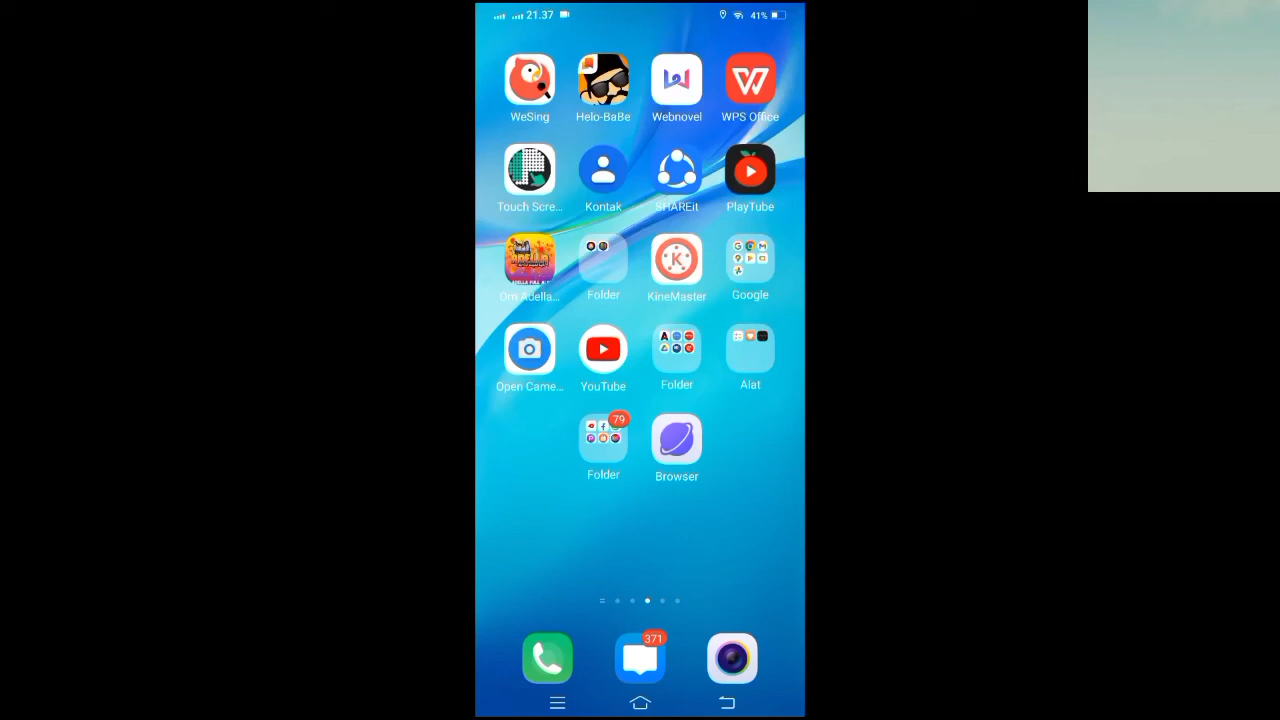 21.37
41%
WeSing
Helo-BaBe
Webnovel
WPS Office
Touch Scre...
Kontak
SHAREit
PlayTube
Om Adella...
Folder
KineMaster
Google
Open Came...
YouTube
Folder
Alat
79
Folder
Browser
371